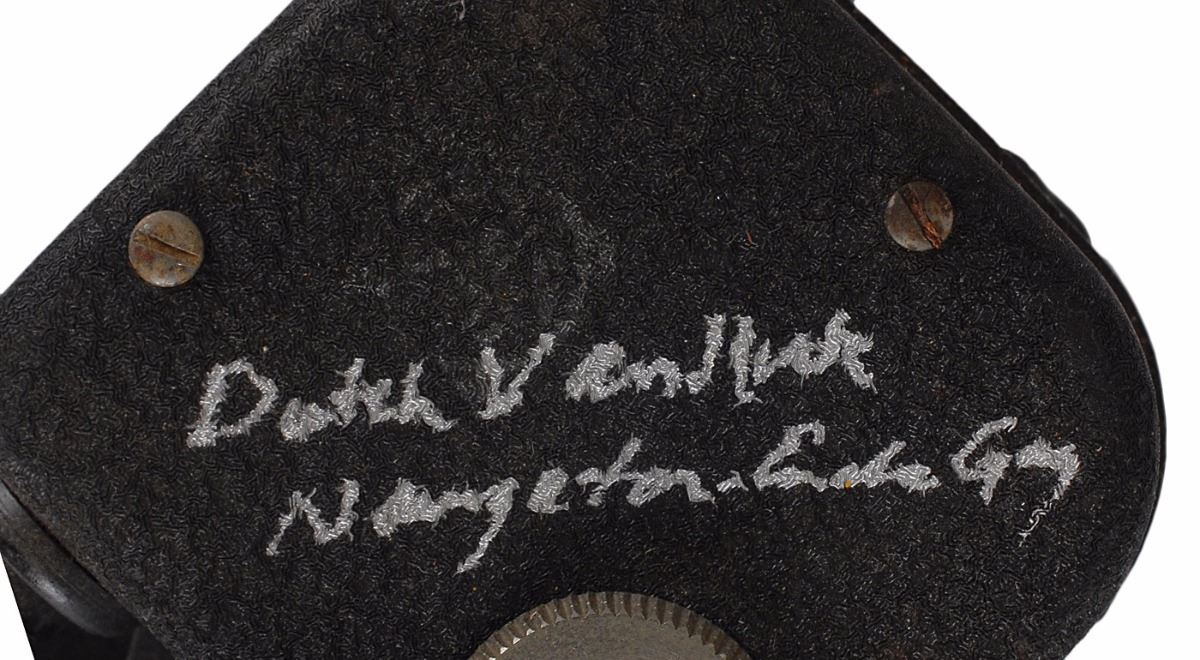 Dutch Van Kirk
Navigator-Enola Gay